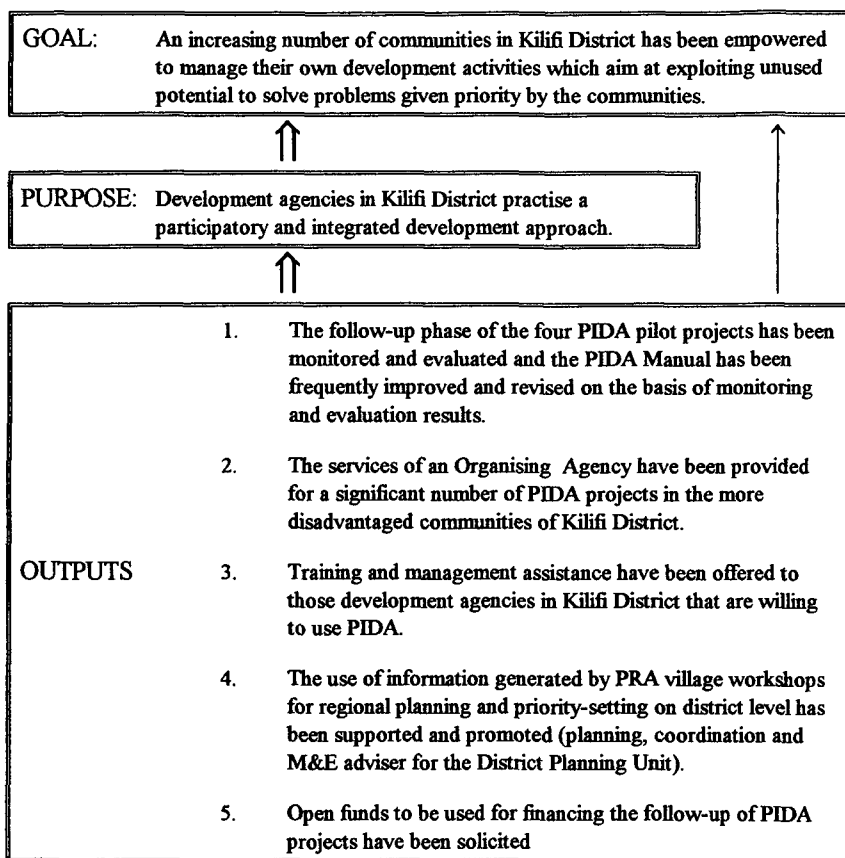 GOAL: An increasing number of communities in Kilifi District has been empowered
to manage their own development activities which aim at exploiting unused
potential to solve problems given priority by the communities.
PURPOSE: Development agencies in Kilifi District practise a
participatory and integrated development approach.
1. The follow-up phase of the four PIDA pilot projects has been
monitored and evaluated and the PIDA Manual has been
frequently improved and revised on the basis of monitoring
and evaluation results.
2. The services of an Organising Agency have been provided
for a significant number of PIDA projects in the more
disadvantaged communities of Kilifi District.
OUTPUTS 3. Training and management assistance have been offered to
those development agencies in Kilifi District that are willing
to use PIDA.
4. The use of information generated by PRA village workshops
for regional planning and priority-setting on district level has
been supported and promoted (planning, coordination and
M&E adviser for the District Planning Unit).
5. Open funds to be used for financing the follow-up of PIDA
projects have been solicited